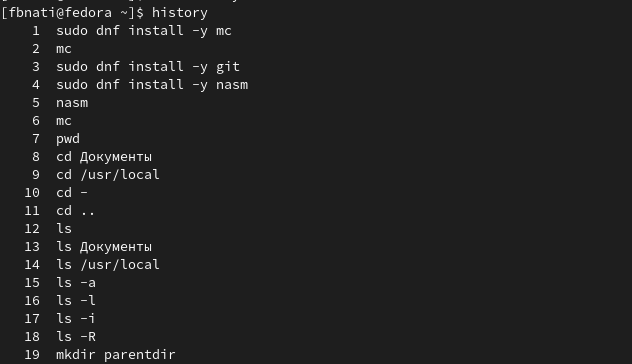 [fbnati@fedora ~]$ history
1 sudo dnf install -y mc
2 mc
3 sudo dnf install -y git
4 sudo dnf install -y nasm
5 nasm
6 mc
7 pwd
8 cd Документы
9 cd /usr/local
10 cd -
11 cd ..
12 ls
13 ls Документы
14 ls /usr/local
15 ls -a
16 ls -l
17 ls -i
18 ls -R
19 mkdir parentdir